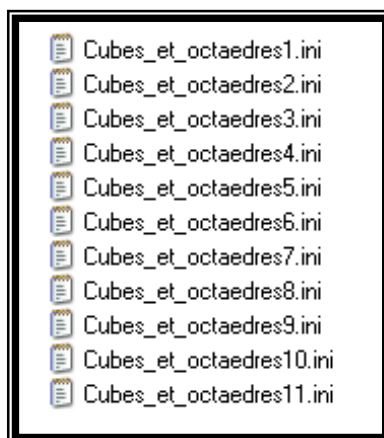 Cubes_et_octaedres1.ini
Cubes_et_octaedres2.ini
Cubes_et_octaedres3.ini
Cubes_et_octaedres4.ini
Cubes_et_octaedres5.ini
Cubes_et_octaedres6.ini
Cubes_et_octaedres7.ini
Cubes_et_octaedres8.ini
Cubes_et_octaedres9.ini
Cubes_et_octaedres10.ini
Cubes_et_octaedres11.ini